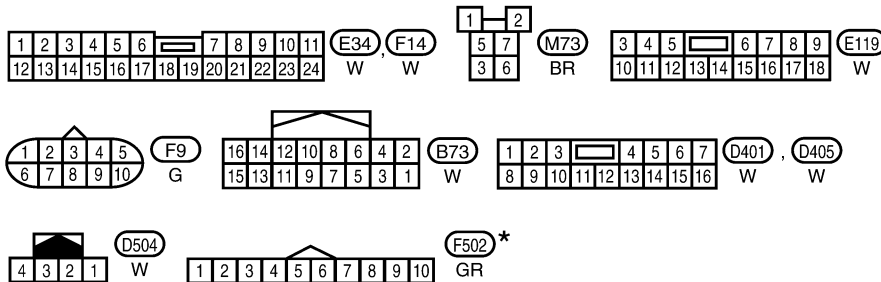 1 2 3 4 5 6 7 8 9 10 11 E34 , F14
12 13 14 15 16 17 18 19 20 21 22 23 24 W W
1 2
5 7 M73
3 6 BR
3 4 5 6 7 8 9 E119
10 11 12 13 14 15 16 17 18 W
1 2 3 4 5 F9
6 7 8 9 10 G
16 14 12 10 8 6 4 2 B73
15 13 11 9 7 5 3 1 W
1 2 3 4 5 6 7 D401 , D405
8 9 10 11 12 13 14 15 16 W W
D504
4 3 2 1 W
F502 *
1 2 3 4 5 6 7 8 9 10 GR